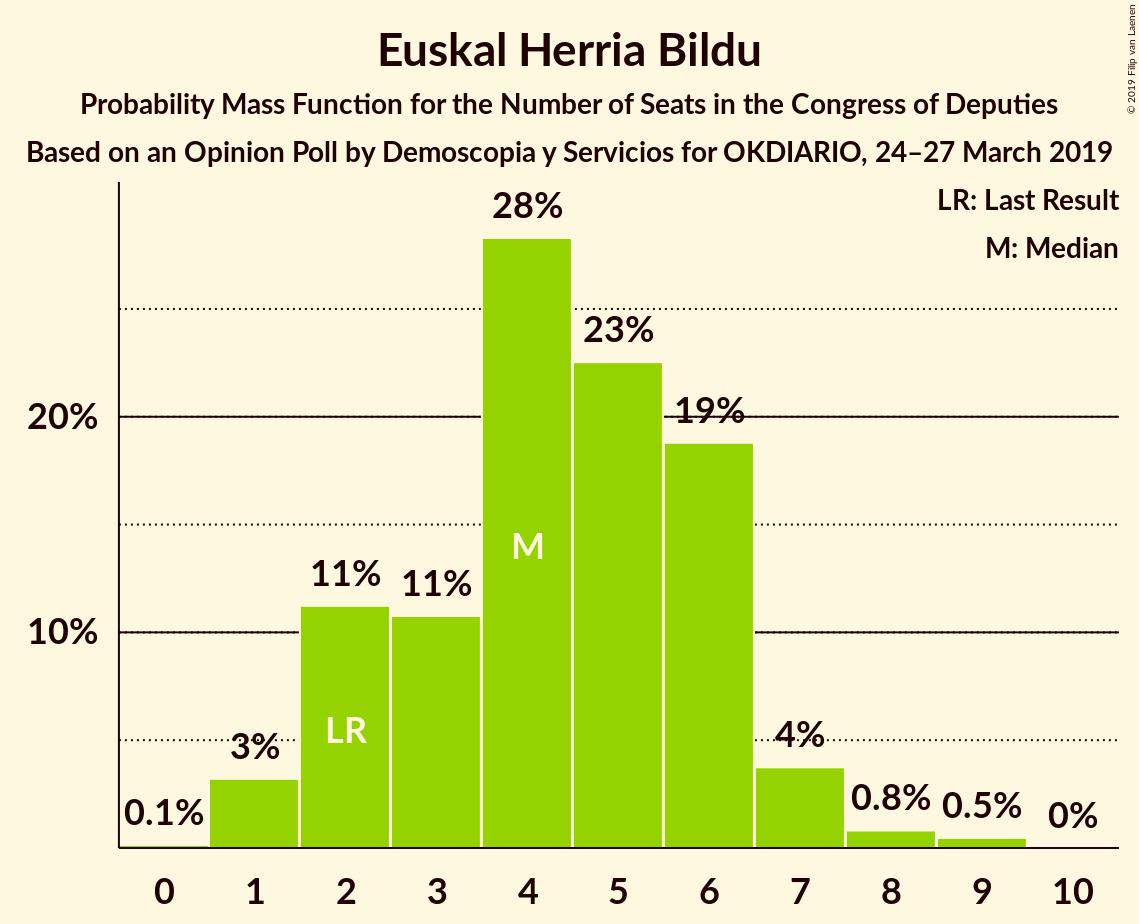 Euskal Herria Bildu
Probability Mass Function for the Number of Seats in the Congress of Deputies
Based on an Opinion Poll by Demoscopia y Servicios for OKDIARIO, 24–27 March 2019
© 2019 Filip van Laenen
LR: Last Result
M: Median
28%
23%
20%
19%
M
11%
11%
10%
LR
3%
4%
0.1%
0.8%
0.5%
0%
0 1 2 3 4 5 6 7 8 9 10